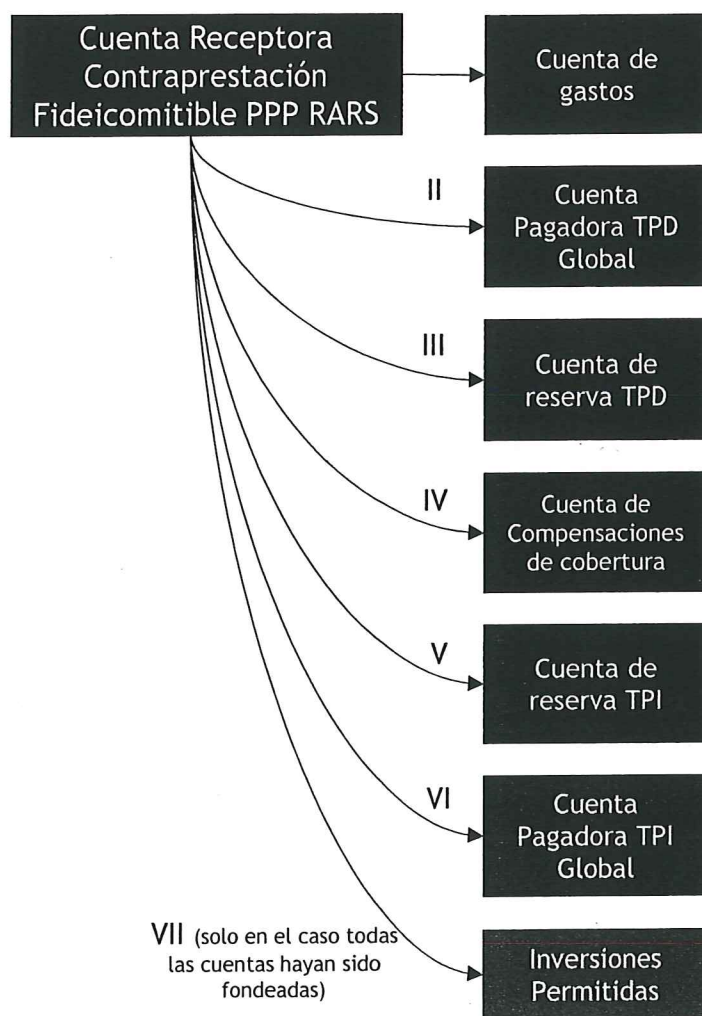 Cuenta Receptora
Contraprestación
Fideicomitible PPP RARS
Cuenta de
gastos
II
Cuenta
Pagadora TPD
Global
III
Cuenta de
reserva TPD
IV
Cuenta de
Compensaciones
de cobertura
V
Cuenta de
reserva TPI
VI
Cuenta
Pagadora TPI
Global
VII (solo en el caso todas
las cuentas hayan sido
fondeadas)
Inversiones
Permitidas